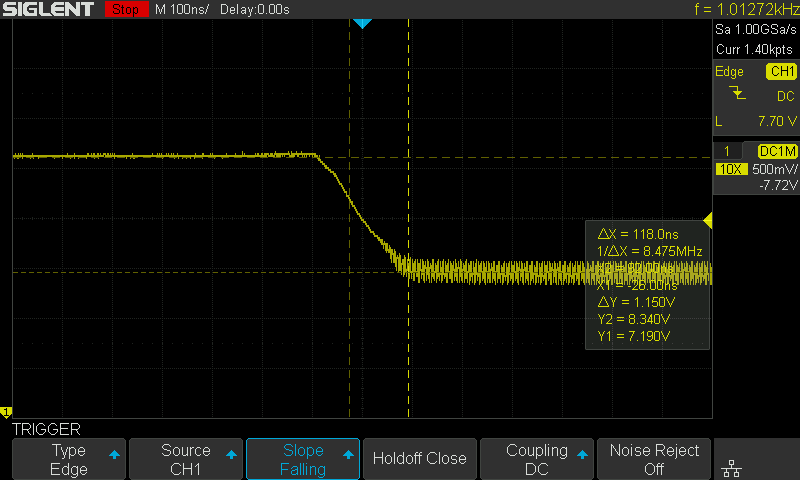 SIGLENT Stop M 100ns/ Delay:0.00s f = 1.01272kHz
Sa 1.00GSa/s
Curr 1.40kpts
Edge CH1
DC
L 7.70 V
1 DC1M
10X 500mV/
-7.72V
ΔX = 118.0ns
1/ΔX = 8.475MHz
X1 = -26.00ns
ΔY = 1.150V
Y2 = 8.340V
Y1 = 7.190V
1
TRIGGER
Type Source Slope Holdoff Close Coupling Noise Reject
Edge CH1 Falling DC Off